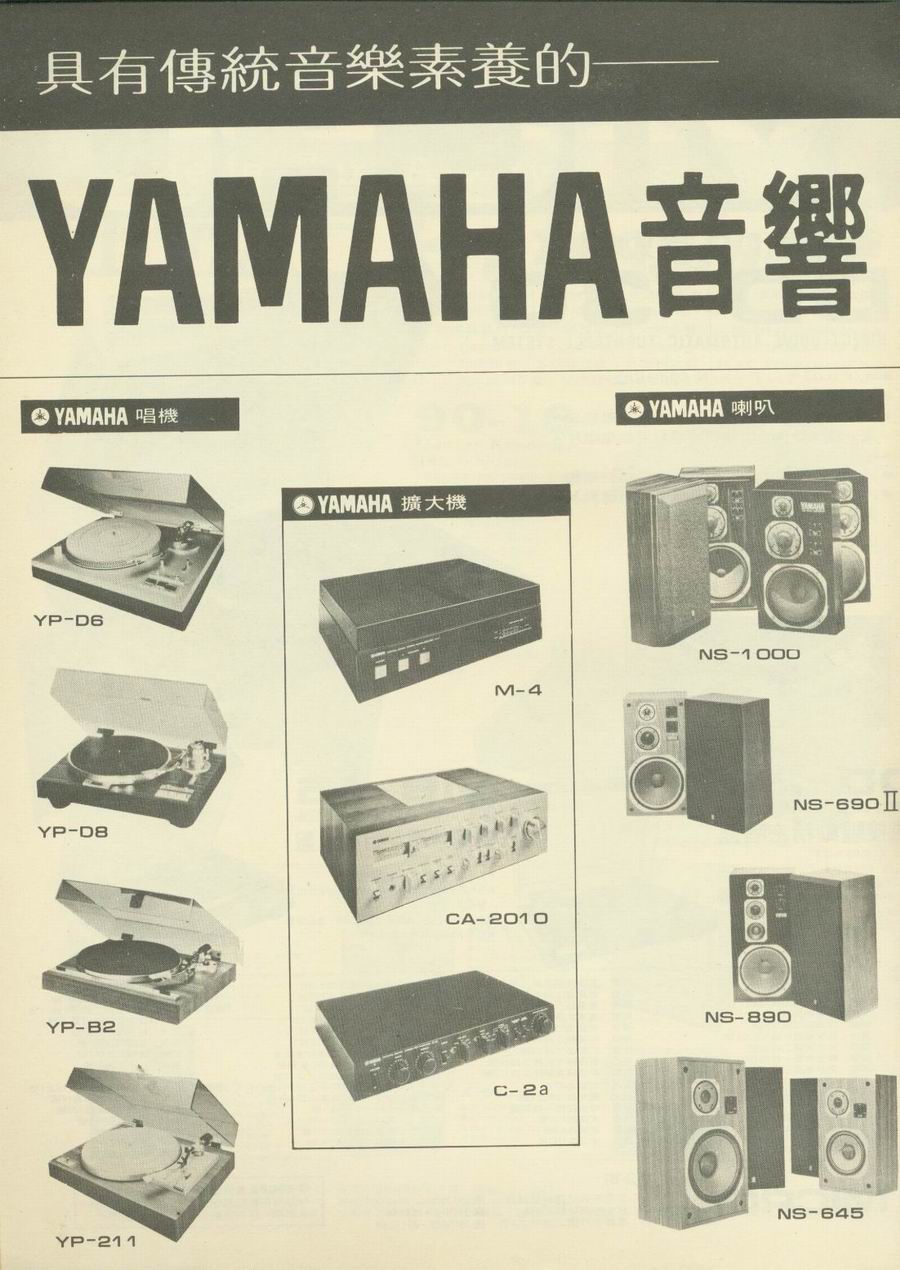 具有傳統音樂素養的——
YAMAHA音響
YAMAHA 唱機
YP-D6
YP-D8
YP-B2
YP-211
YAMAHA 擴大機
M-4
CA-2010
C-2a
YAMAHA 喇叭
YAMAHA
NS-1000
NS-690Ⅱ
NS-890
NS-645